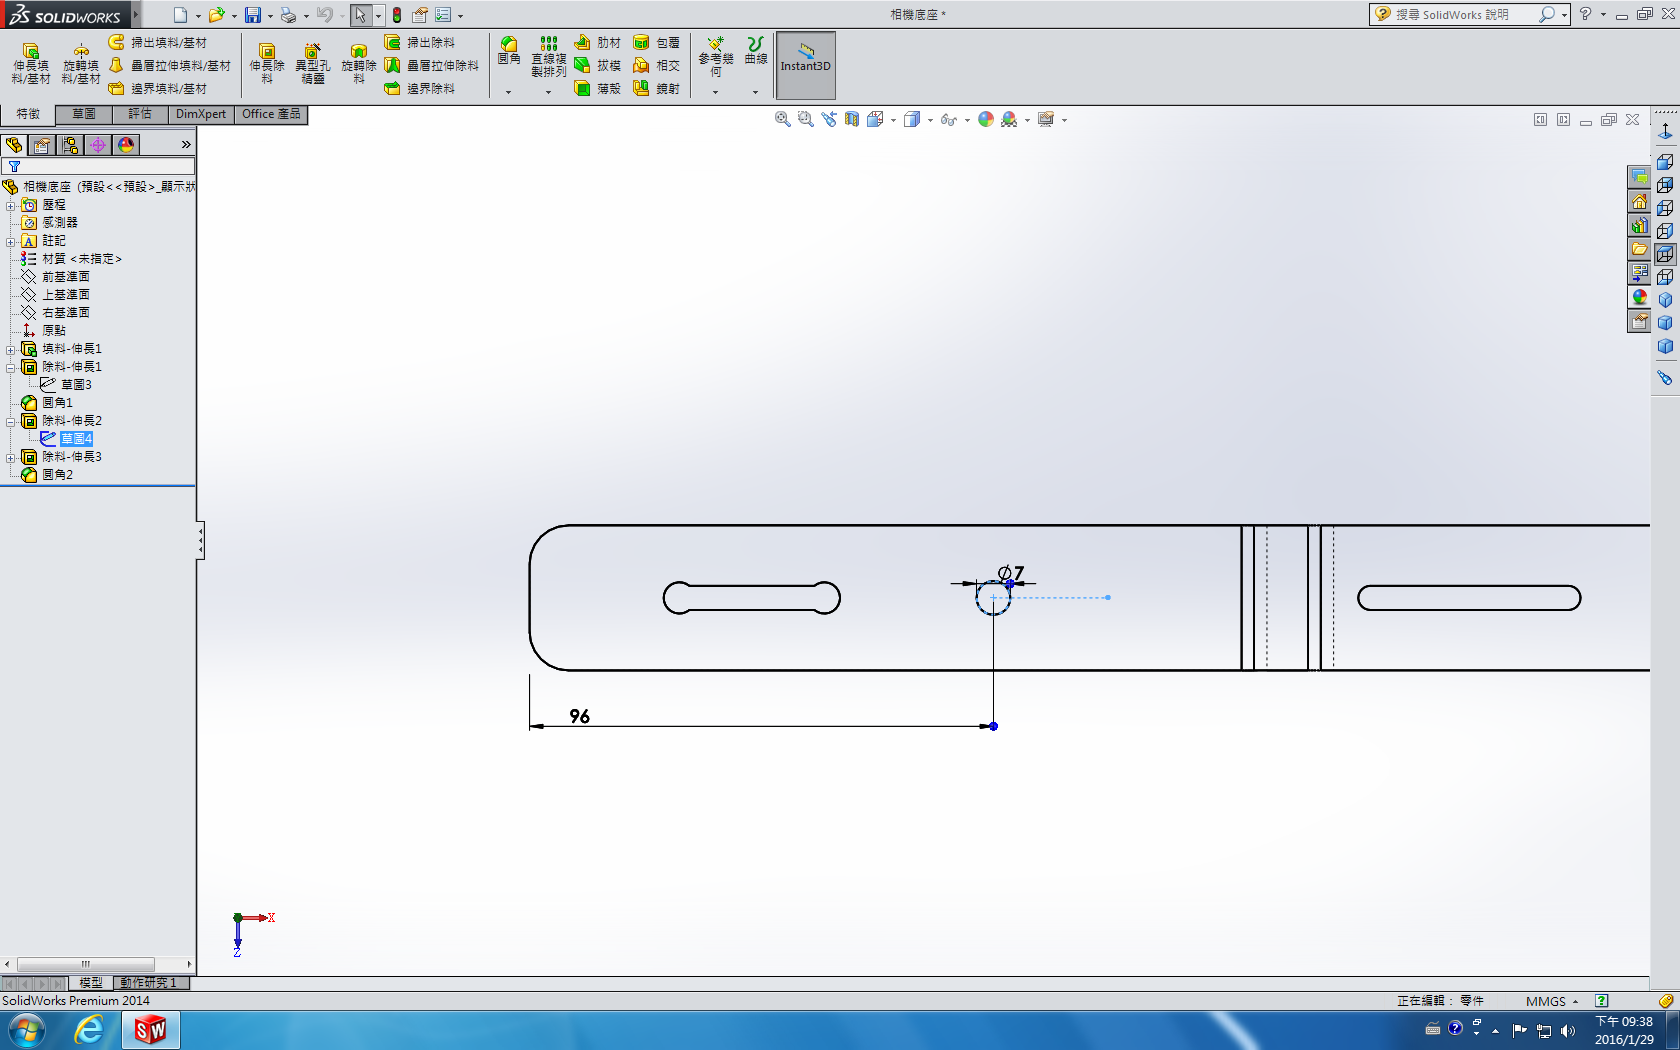 SOLIDWORKS
相機底座 *
搜尋 SolidWorks 說明
伸長填料/基材
旋轉填料/基材
掃出填料/基材
疊層拉伸填料/基材
邊界填料/基材
伸長除料
異型孔精靈
旋轉除料
掃出除料
疊層拉伸除料
邊界除料
圓角
直線複製排列
肋材
拔模
薄殼
包覆
相交
鏡射
參考幾何
曲線
Instant3D
特徵
草圖
評估
DimXpert
Office 產品
相機底座 (預設<<預設>_顯示狀
歷程
感測器
註記
材質 <未指定>
前基準面
上基準面
右基準面
原點
填料-伸長1
除料-伸長1
草圖3
圓角1
除料-伸長2
草圖4
除料-伸長3
圓角2
∅7
96
X
Z
模型
動作研究 1
SolidWorks Premium 2014
正在編輯： 零件
MMGS
SW
下午 09:38
2016/1/29